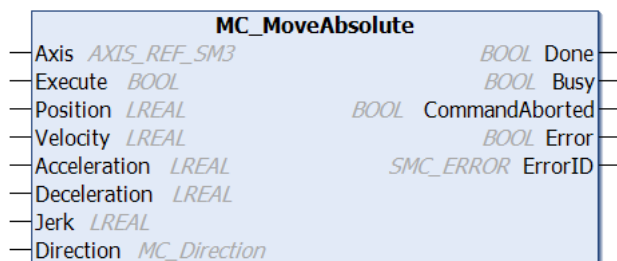 MC_MoveAbsolute
Axis AXIS_REF_SM3 BOOL Done
Execute BOOL BOOL Busy
Position LREAL BOOL CommandAborted
Velocity LREAL BOOL Error
Acceleration LREAL SMC_ERROR ErrorID
Deceleration LREAL
Jerk LREAL
Direction MC_Direction